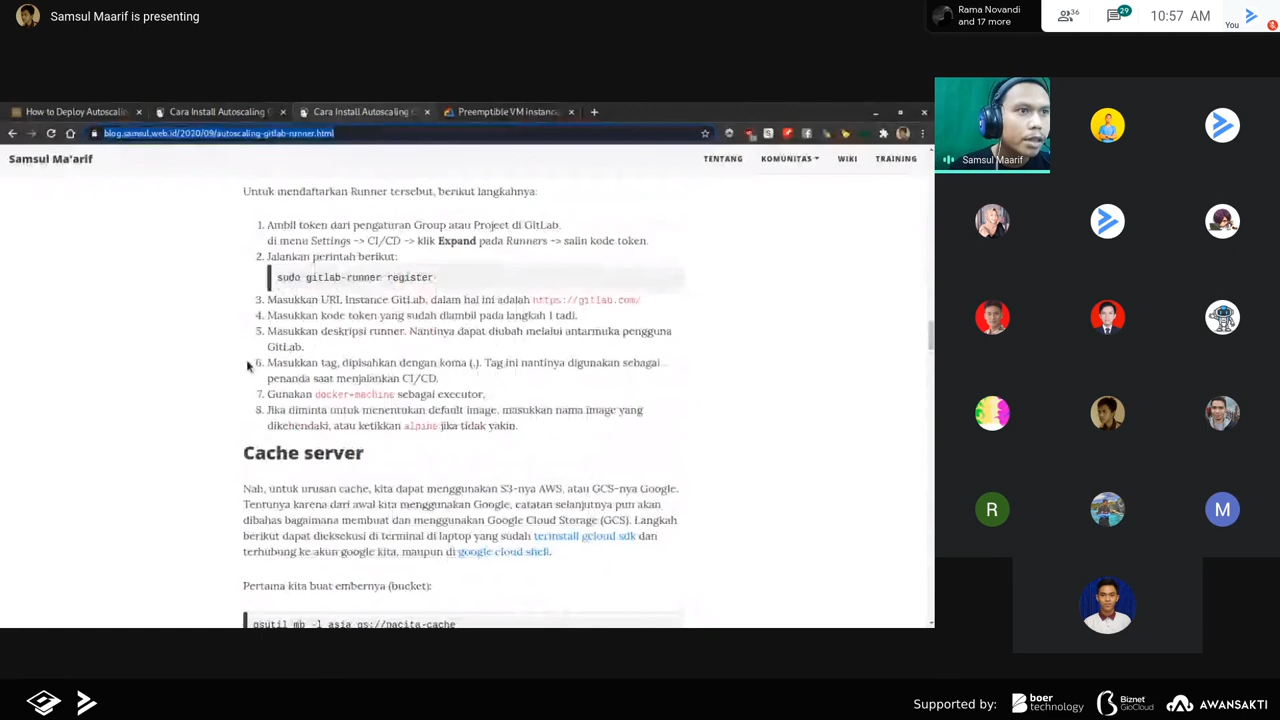 Samsul Maarif is presenting
Rama Novandi
and 17 more
36
29
10:57 AM
You
How to Deploy Autoscalin
Cara Install Autoscaling G
Cara Install Autoscaling G
Preemptible VM instanc
blog.samsul.web.id/2020/09/autoscaling-gitlab-runner.html
Samsul Ma'arif
TENTANG
KOMUNITAS
WIKI
TRAINING
Samsul Maarif
Untuk mendaftarkan Runner tersebut, berikut langkahnya:
1. Ambil token dari pengaturan Group atau Project di GitLab.
di menu Settings -> CI/CD -> klik Expand pada Runners -> salin kode token.
2. Jalankan perintah berikut:
sudo gitlab-runner register
3. Masukkan URL Instance GitLab, dalam hal ini adalah https://gitlab.com/
4. Masukkan kode token yang sudah diambil pada langkah 1 tadi.
5. Masukkan deskripsi runner. Nantinya dapat diubah melalui antarmuka pengguna
GitLab.
6. Masukkan tag, dipisahkan dengan koma (,). Tag ini nantinya digunakan sebagai
penanda saat menjalankan CI/CD.
7. Gunakan docker-machine sebagai executor,
8. Jika diminta untuk menentukan default image, masukkan nama image yang
dikehendaki, atau ketikkan alpine jika tidak yakin.
Cache server
Nah, untuk urusan cache, kita dapat menggunakan S3-nya AWS, atau GCS-nya Google.
Tentunya karena dari awal kita menggunakan Google, catatan selanjutnya pun akan
dibahas bagaimana membuat dan menggunakan Google Cloud Storage (GCS). Langkah
berikut dapat dieksekusi di terminal di laptop yang sudah terinstall gcloud sdk dan
terhubung ke akun google kita, maupun di google cloud shell.
Pertama kita buat embernya (bucket):
gsutil mb -l asia gs://pacita-cache
R
M
Supported by:
boer
technology
Biznet
GioCloud
AWANSAKTI